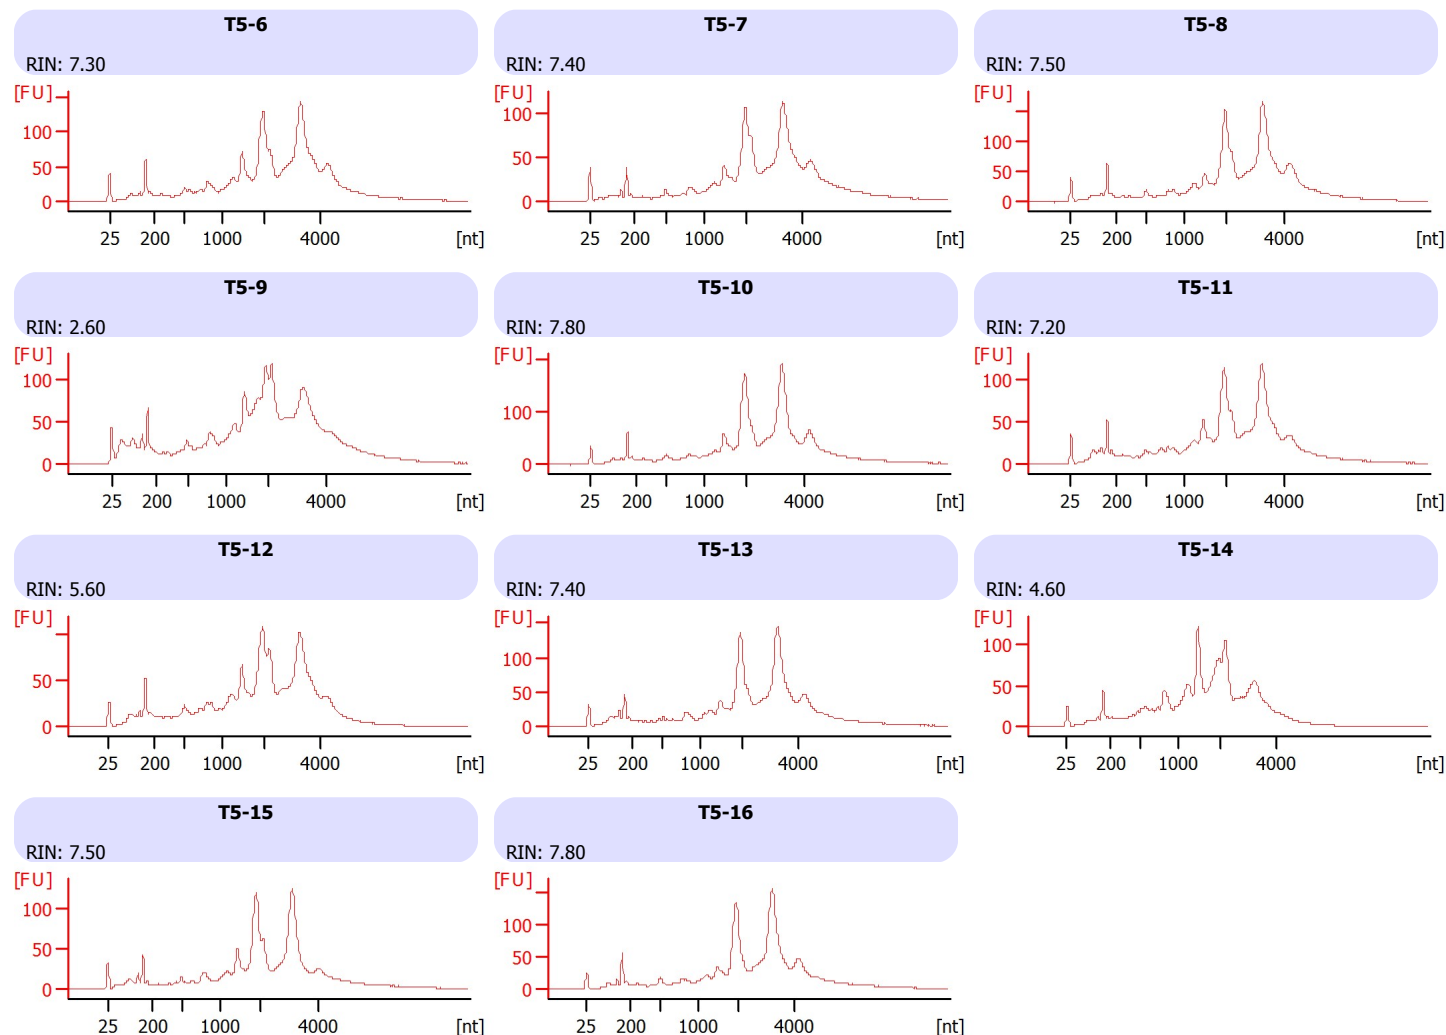 T5-6
RIN: 7.30
[FU]
100
50
0
25 200 1000 4000 [nt]
T5-7
RIN: 7.40
[FU]
100
50
0
25 200 1000 4000 [nt]
T5-8
RIN: 7.50
[FU]
100
50
0
25 200 1000 4000 [nt]
T5-9
RIN: 2.60
[FU]
100
50
0
25 200 1000 4000 [nt]
T5-10
RIN: 7.80
[FU]
100
0
25 200 1000 4000 [nt]
T5-11
RIN: 7.20
[FU]
100
50
0
25 200 1000 4000 [nt]
T5-12
RIN: 5.60
[FU]
50
0
25 200 1000 4000 [nt]
T5-13
RIN: 7.40
[FU]
100
50
0
25 200 1000 4000 [nt]
T5-14
RIN: 4.60
[FU]
100
50
0
25 200 1000 4000 [nt]
T5-15
RIN: 7.50
[FU]
100
50
0
25 200 1000 4000 [nt]
T5-16
RIN: 7.80
[FU]
100
50
0
25 200 1000 4000 [nt]